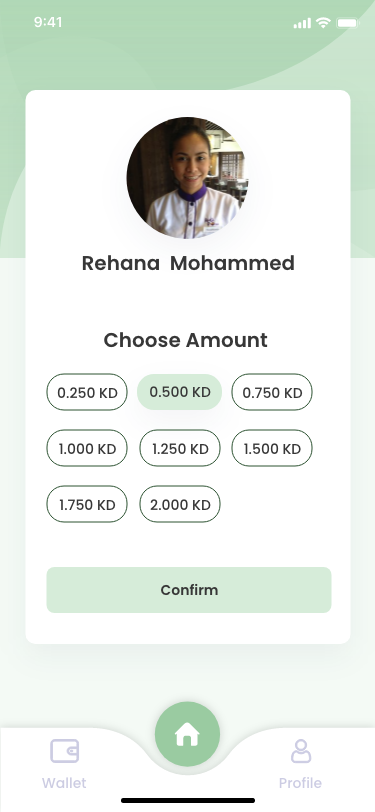 9:41
Rehana Mohammed
Choose Amount
0.250 KD 0.500 KD 0.750 KD
1.000 KD 1.250 KD 1.500 KD
1.750 KD 2.000 KD
Confirm
Wallet Profile